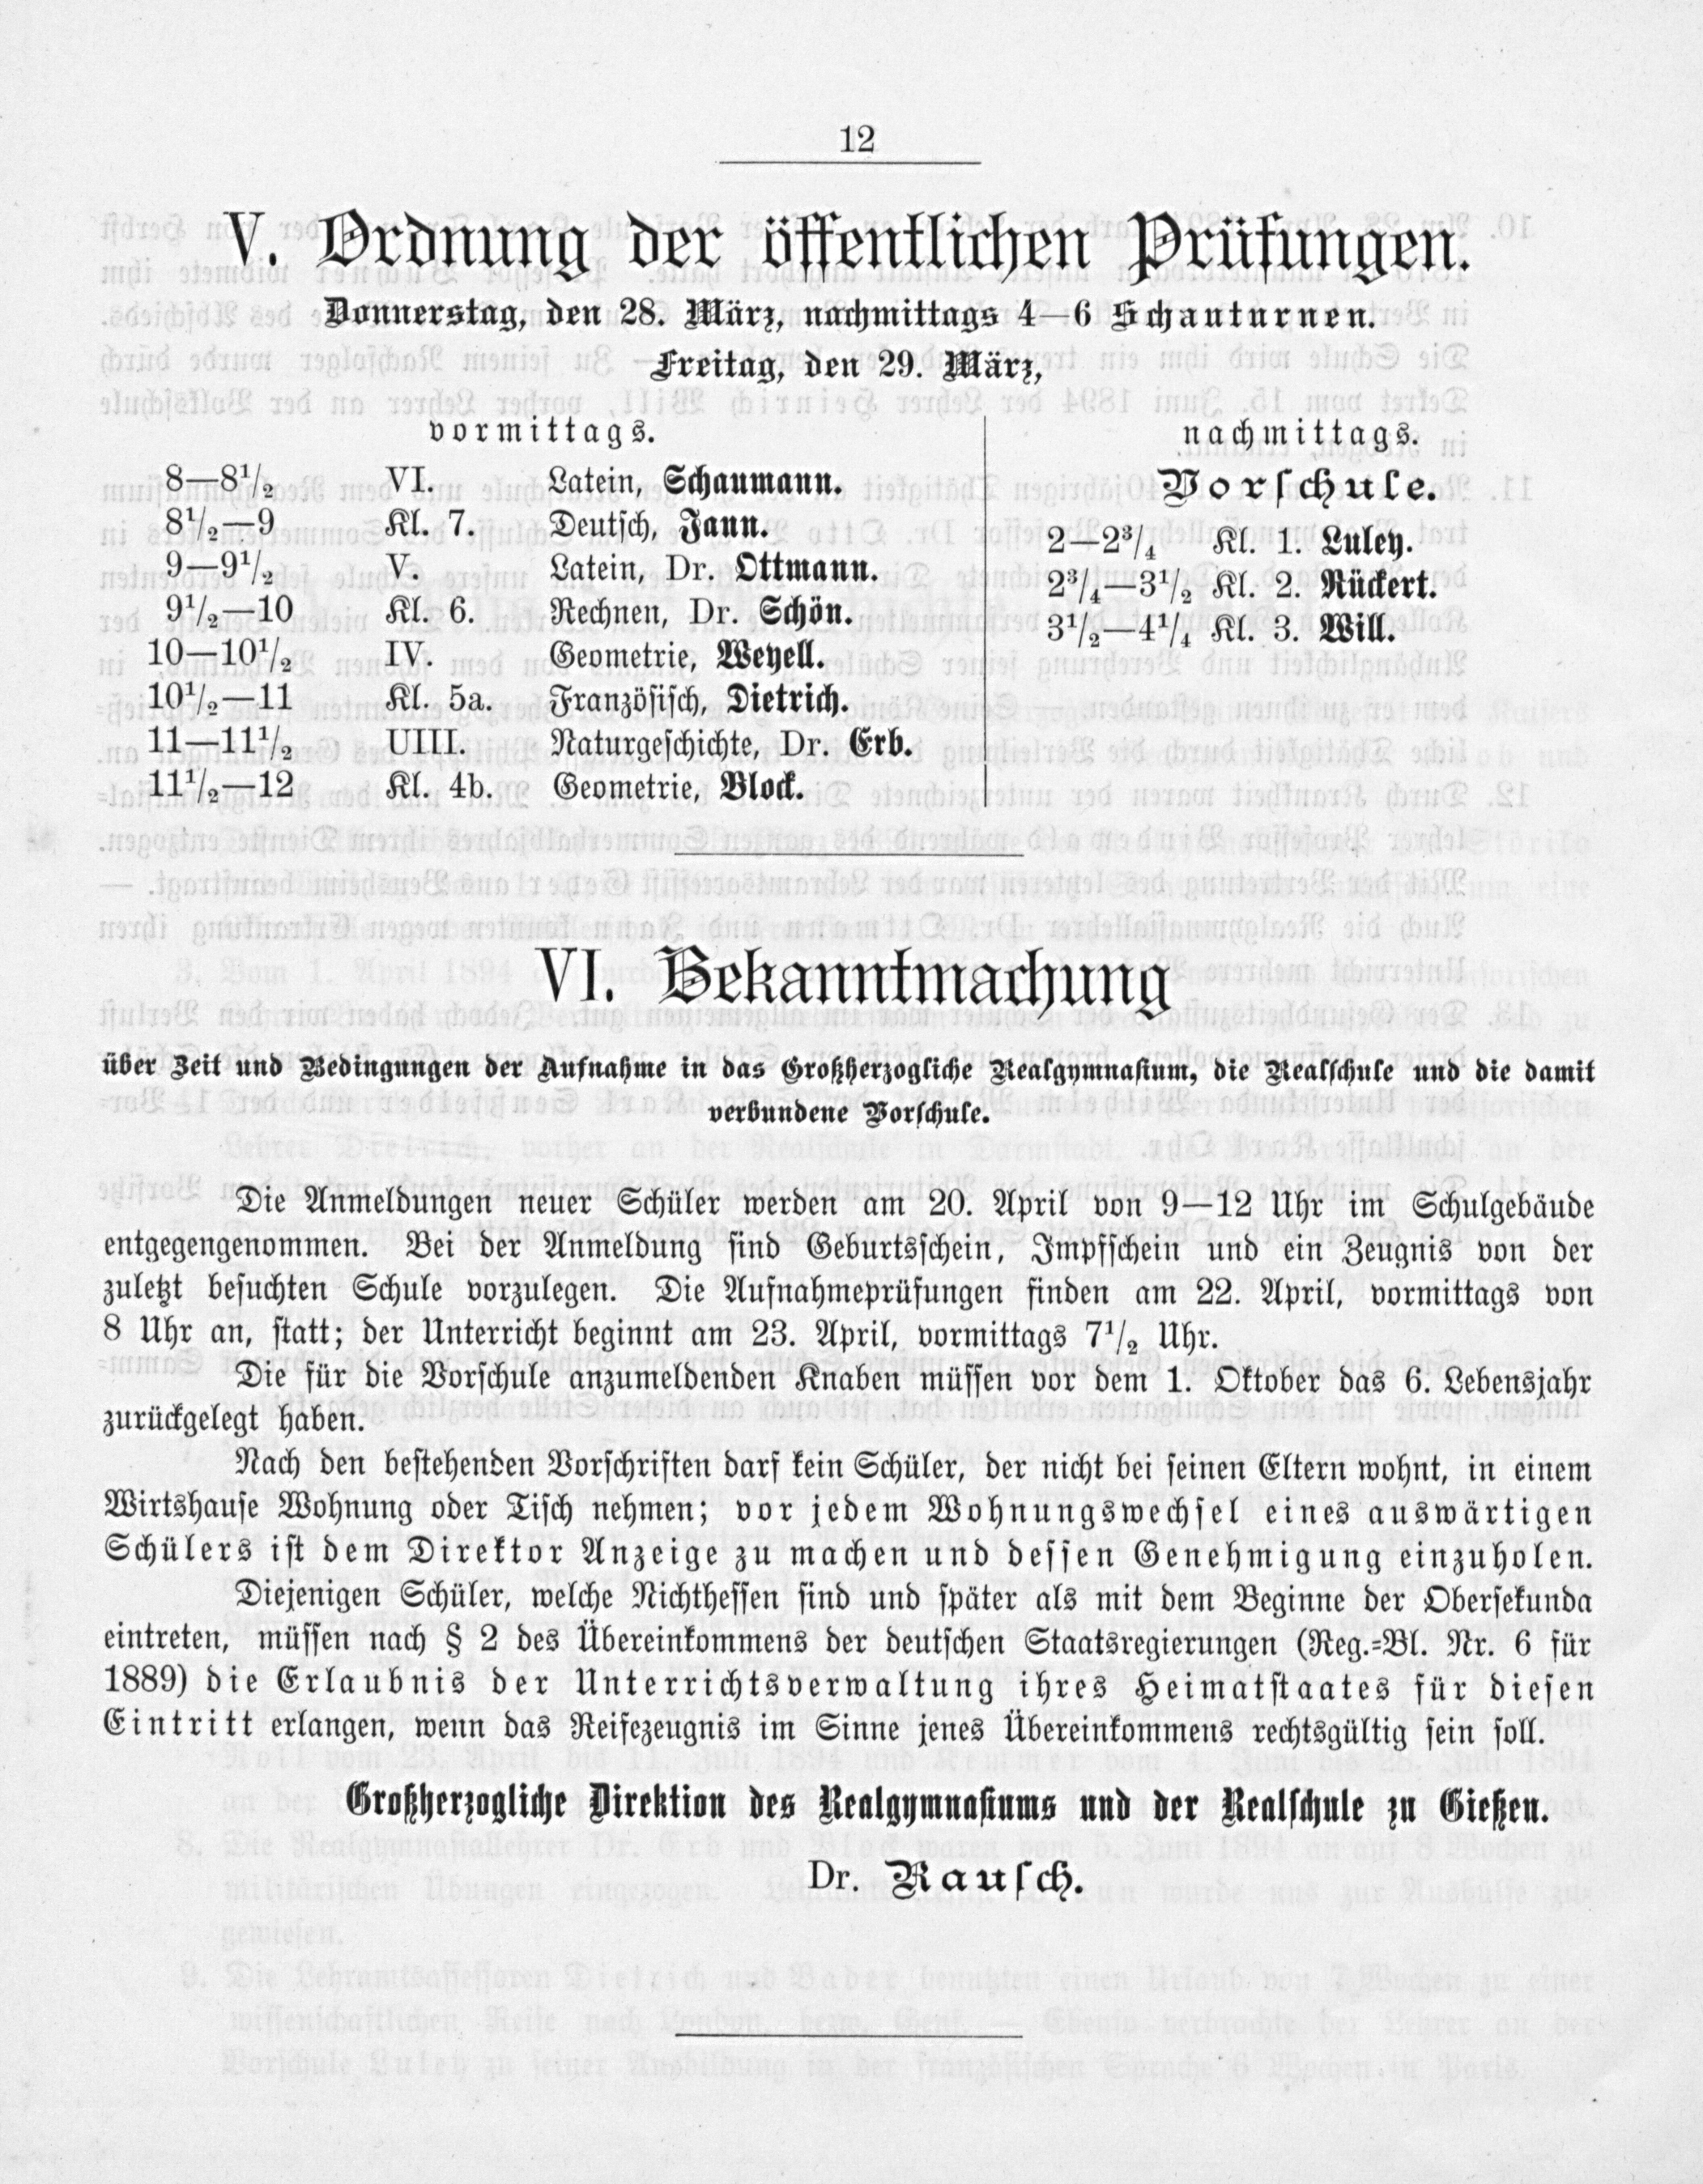 12
V. Ordnung der öffentlichen Prüfungen.
Donnerstag, den 28. März, nachmittags 4—6 Schauturnen.
Freitag, den 29. März,
vormittags.
8—8¹/₂ VI. Latein, Schaumann.
8¹/₂—9 Kl. 7. Deutsch, Jann.
9—9¹/₂ V. Latein, Dr. Ottmann.
9¹/₂—10 Kl. 6. Rechnen, Dr. Schön.
10—10¹/₂ IV. Geometrie, Weyell.
10¹/₂—11 Kl. 5a. Französisch, Dietrich.
11—11¹/₂ UIII. Naturgeschichte, Dr. Erb.
11¹/₂—12 Kl. 4b. Geometrie, Block.
nachmittags.
Vorschule.
2—2³/₄ Kl. 1. Luley.
2³/₄—3¹/₂ Kl. 2. Rückert.
3¹/₂—4¹/₄ Kl. 3. Will.
VI. Bekanntmachung
über Zeit und Bedingungen der Aufnahme in das Großherzogliche Realgymnasium, die Realschule und die damit
verbundene Vorschule.
Die Anmeldungen neuer Schüler werden am 20. April von 9—12 Uhr im Schulgebäude
entgegengenommen. Bei der Anmeldung sind Geburtsschein, Impfschein und ein Zeugnis von der
zuletzt besuchten Schule vorzulegen. Die Aufnahmeprüfungen finden am 22. April, vormittags von
8 Uhr an, statt; der Unterricht beginnt am 23. April, vormittags 7¹/₂ Uhr.
Die für die Vorschule anzumeldenden Knaben müssen vor dem 1. Oktober das 6. Lebensjahr
zurückgelegt haben.
Nach den bestehenden Vorschriften darf kein Schüler, der nicht bei seinen Eltern wohnt, in einem
Wirtshause Wohnung oder Tisch nehmen; vor jedem Wohnungswechsel eines auswärtigen
Schülers ist dem Direktor Anzeige zu machen und dessen Genehmigung einzuholen.
Diejenigen Schüler, welche Nichthessen sind und später als mit dem Beginne der Obersekunda
eintreten, müssen nach § 2 des Übereinkommens der deutschen Staatsregierungen (Reg.=Bl. Nr. 6 für
1889) die Erlaubnis der Unterrichtsverwaltung ihres Heimatstaates für diesen
Eintritt erlangen, wenn das Reifezeugnis im Sinne jenes Übereinkommens rechtsgültig sein soll.
Großherzogliche Direktion des Realgymnasiums und der Realschule zu Gießen.
Dr. Rausch.